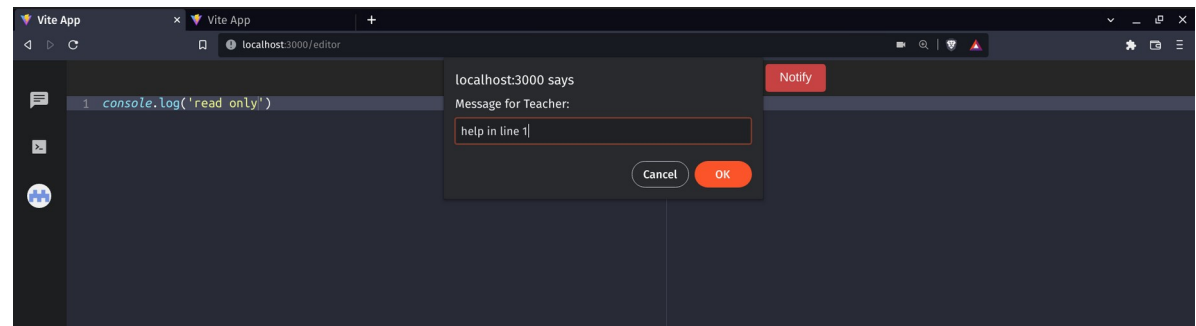 Vite App
Vite App
localhost:3000/editor
localhost:3000 says
Notify
Message for Teacher:
1 console.log('read only')
help in line 1
Cancel
OK